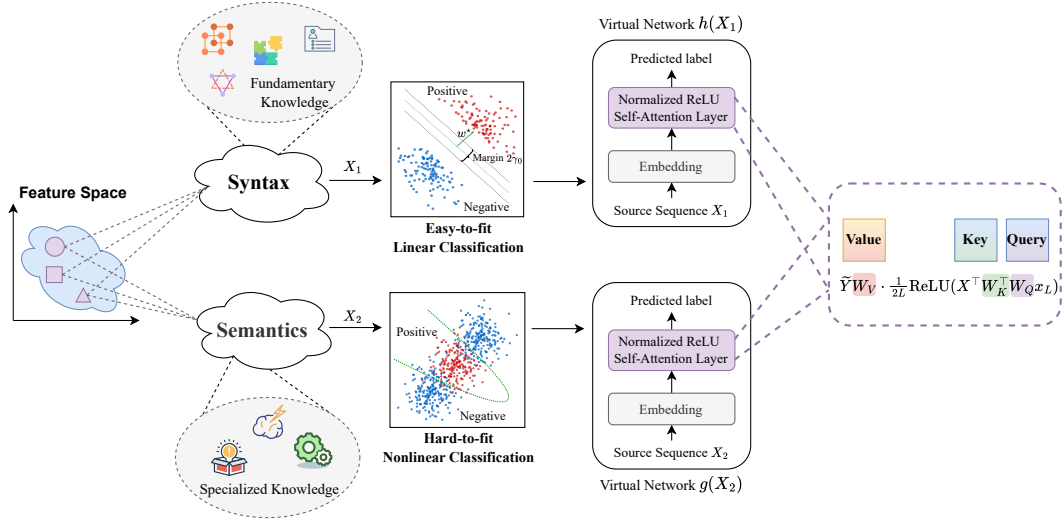 Fundamentary
Knowledge
Feature Space
Syntax
X₁
Positive
w*
Margin 2γ₀
Negative
Easy-to-fit
Linear Classification
Virtual Network h(X₁)
Predicted label
Normalized ReLU
Self-Attention Layer
Embedding
Source Sequence X₁
Value
Key
Query
ỸW_V · 1/2L ReLU(X^⊤W_K^⊤W_Qx_L)
Semantics
X₂
Positive
Negative
Hard-to-fit
Nonlinear Classification
Specialized Knowledge
Predicted label
Normalized ReLU
Self-Attention Layer
Embedding
Source Sequence X₂
Virtual Network g(X₂)